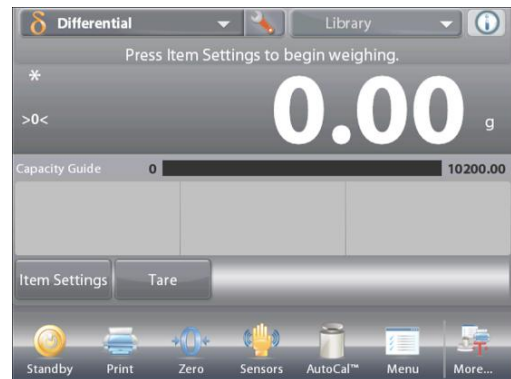 δ Differential Library
Press Item Settings to begin weighing.
*
>0< 0.00 g
Capacity Guide 0 10200.00
Item Settings Tare
Standby Print Zero Sensors AutoCal™ Menu More...